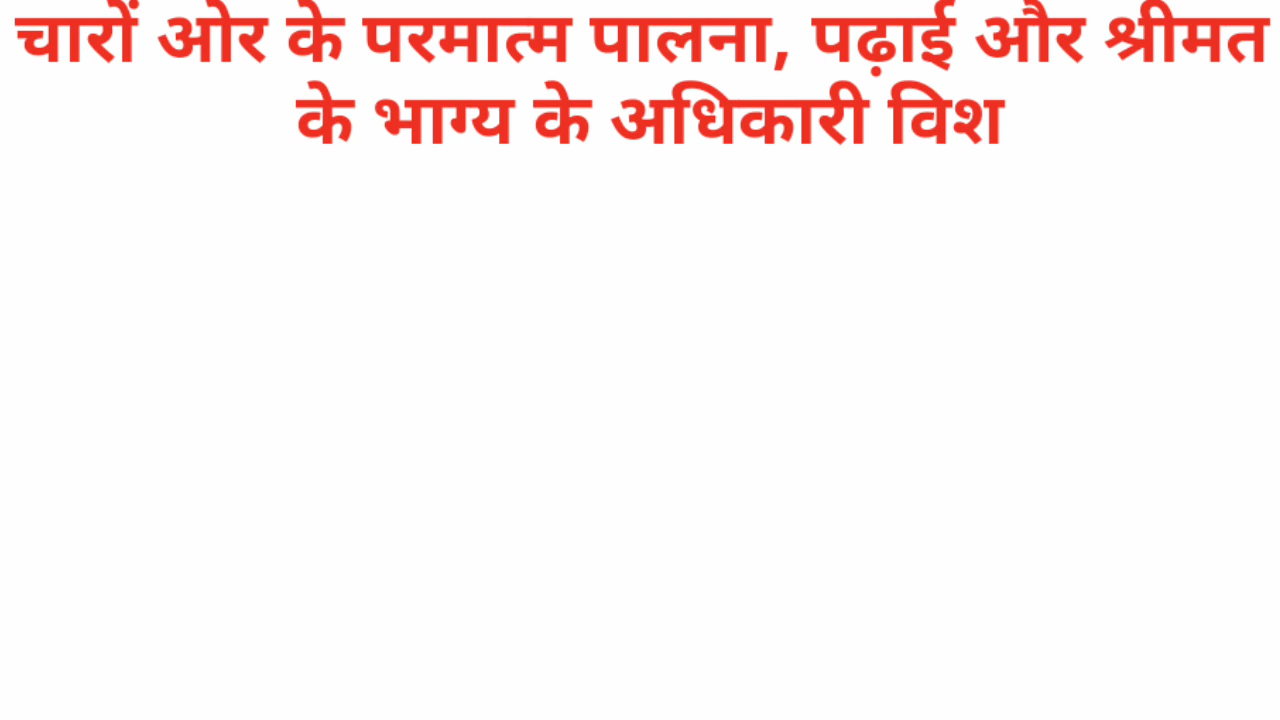 चारों ओर के परमात्म पालना, पढ़ाई और श्रीमत
के भाग्य के अधिकारी विश